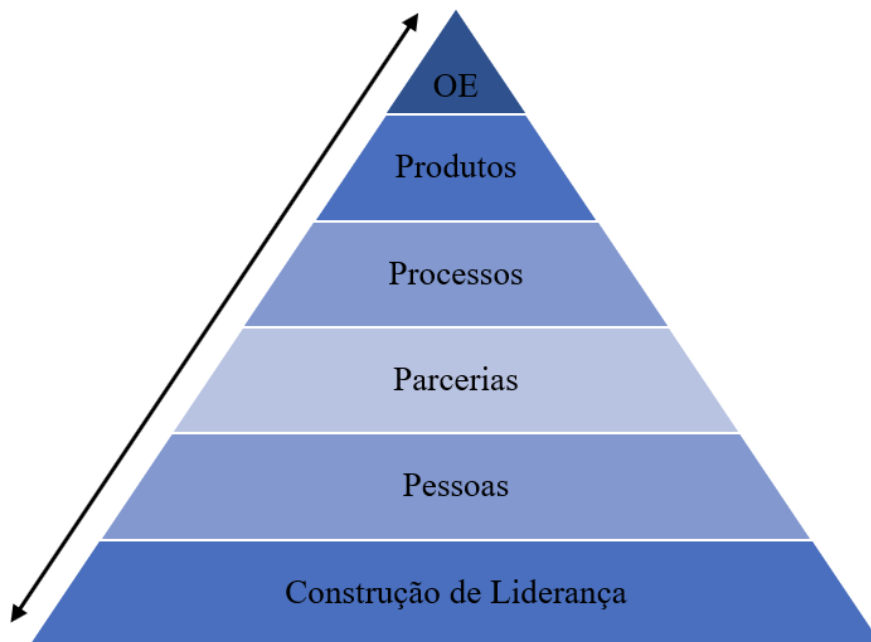 OE
Produtos
Processos
Parcerias
Pessoas
Construção de Liderança